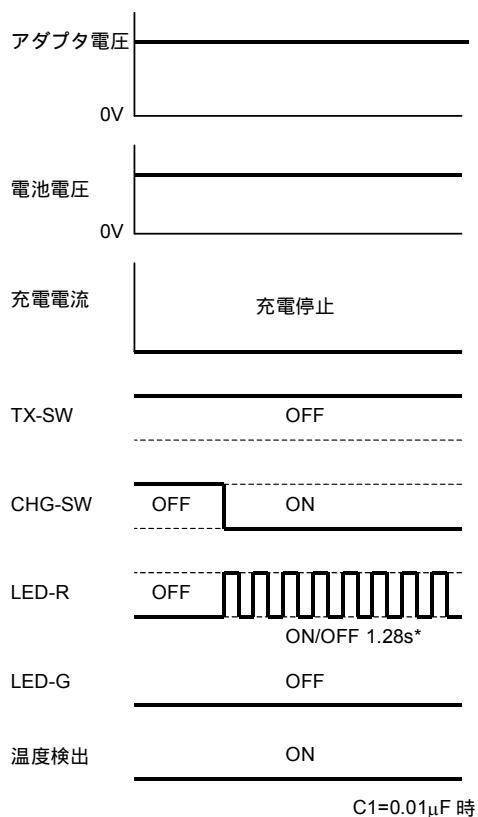 アダプタ電圧
0V
電池電圧
0V
充電電流
充電停止
TX-SW
OFF
CHG-SW
OFF
ON
LED-R
OFF
ON/OFF 1.28s*
LED-G
OFF
温度検出
ON
C1=0.01μF 時